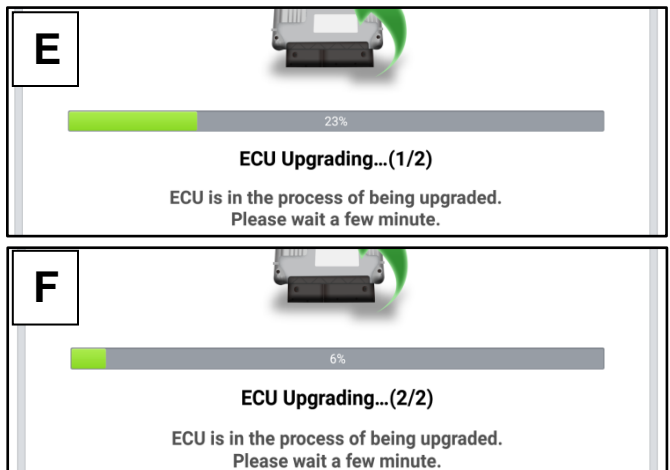 E
23%
ECU Upgrading...(1/2)
ECU is in the process of being upgraded.
Please wait a few minute.
F
6%
ECU Upgrading...(2/2)
ECU is in the process of being upgraded.
Please wait a few minute.